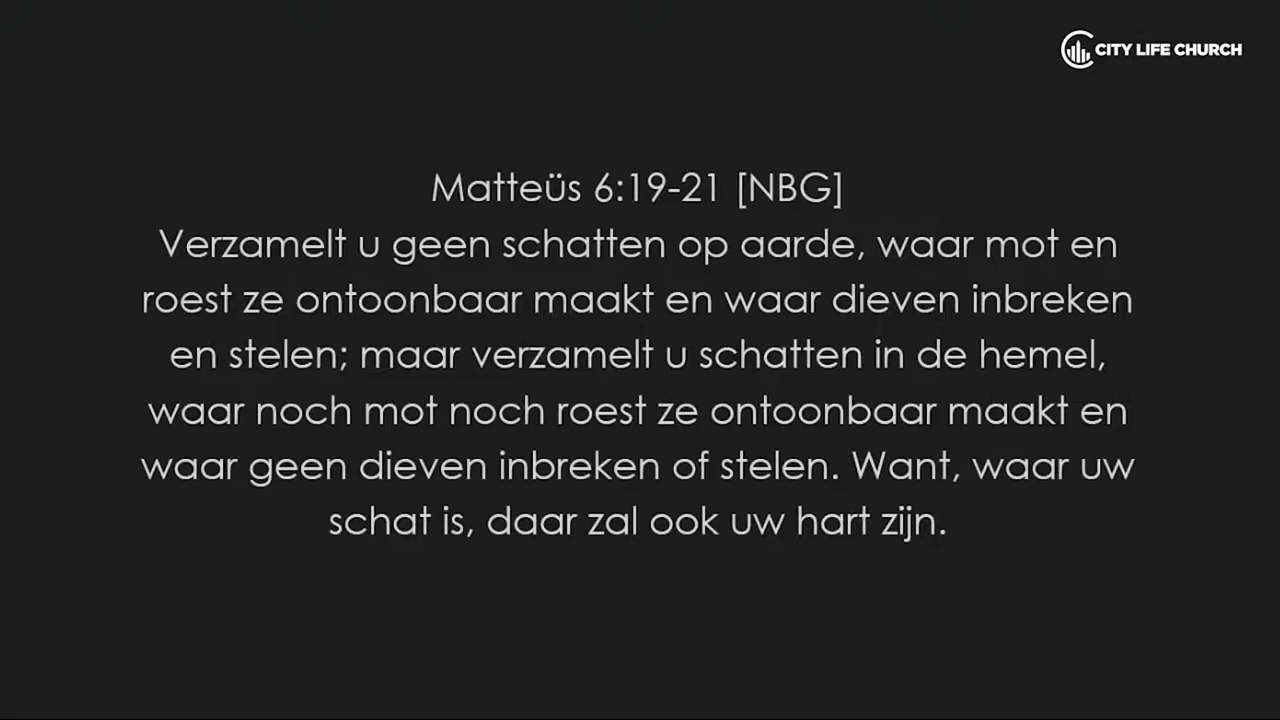 CITY LIFE CHURCH
Matteüs 6:19-21 [NBG]
Verzamelt u geen schatten op aarde, waar mot en
roest ze ontoonbaar maakt en waar dieven inbreken
en stelen; maar verzamelt u schatten in de hemel,
waar noch mot noch roest ze ontoonbaar maakt en
waar geen dieven inbreken of stelen. Want, waar uw
schat is, daar zal ook uw hart zijn.